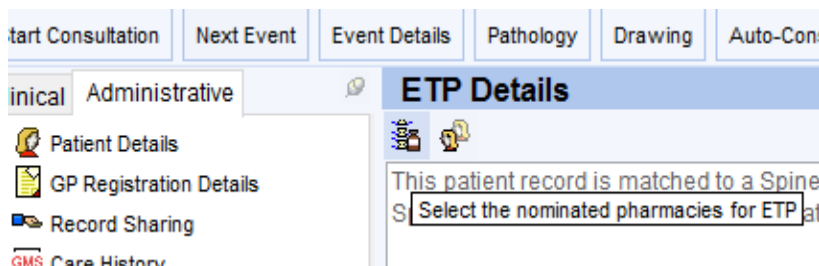 tart Consultation
Next Event
Event Details
Pathology
Drawing
Auto-Con
inical
Administrative
Patient Details
GP Registration Details
Record Sharing
GMS
Care History
ETP Details
This patient record is matched to a Spine
Select the nominated pharmacies for ETP